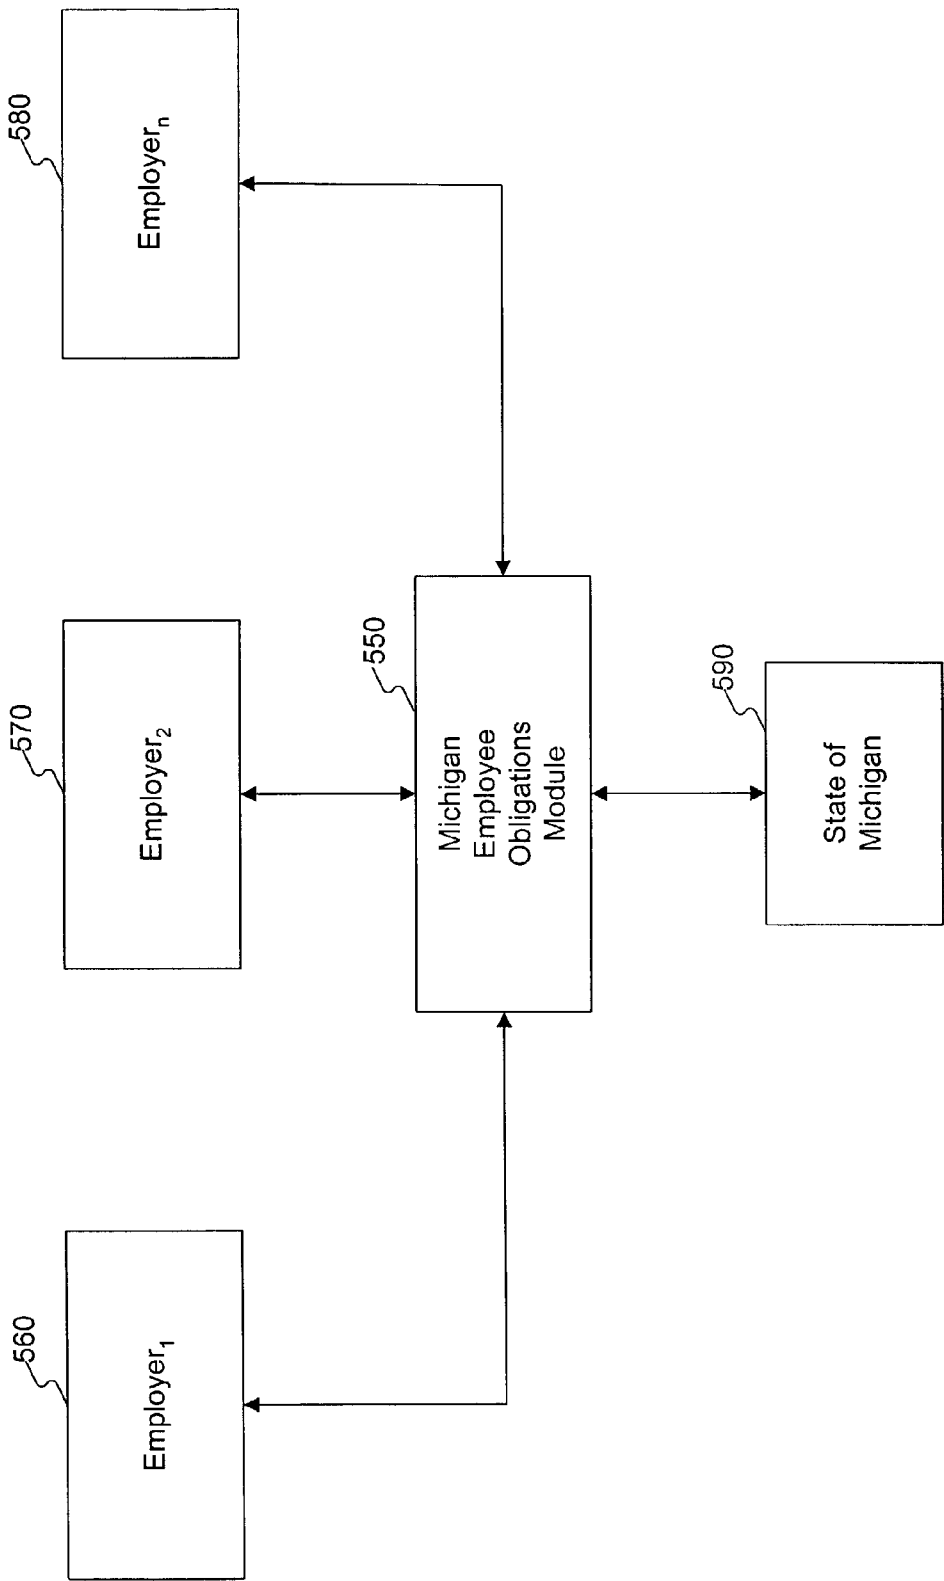 560
Employer₁
570
Employer₂
580
Employerₙ
550
Michigan
Employee
Obligations
Module
590
State of
Michigan